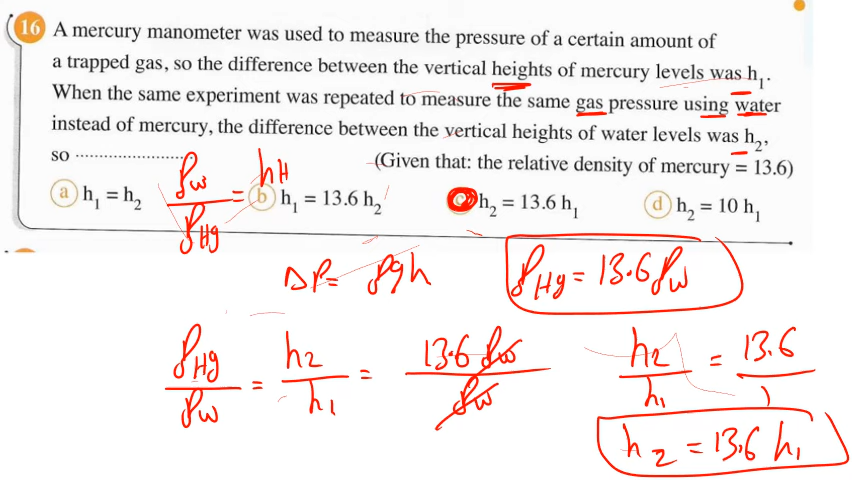 16 A mercury manometer was used to measure the pressure of a certain amount of
a trapped gas, so the difference between the vertical heights of mercury levels was h₁.
When the same experiment was repeated to measure the same gas pressure using water
instead of mercury, the difference between the vertical heights of water levels was h₂,
so ........................ (Given that: the relative density of mercury = 13.6)
a h₁ = h₂ b h₁ = 13.6 h₂ c h₂ = 13.6 h₁ d h₂ = 10 h₁
ρw / ρHg = hH
ΔP = ρgh ρHg = 13.6 ρw
ρHg / ρw = h₂ / h₁ = 13.6 ρw / ρw h₂ / h₁ = 13.6 / 1
h₂ = 13.6 h₁